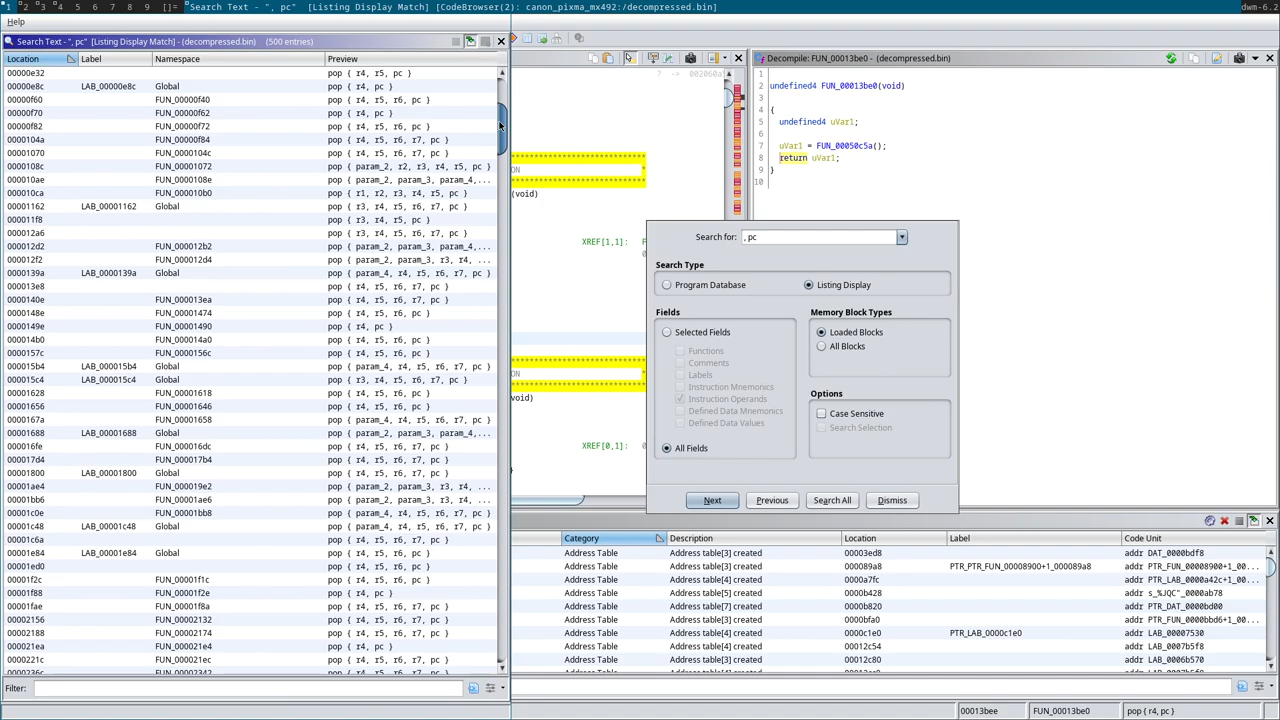 1 2 3 4 5 6 7 8 9 []= Search Text - ", pc" [Listing Display Match] [CodeBrowser(2): canon_pixma_mx492:/decompressed.bin] dwm-6.2
Help
Search Text - ", pc" [Listing Display Match] - (decompressed.bin) (500 entries)
Location Label Namespace Preview
00000e32 pop { r4, r5, pc }
00000e8c LAB_00000e8c Global pop { r4, pc }
00000f60 FUN_00000f40 pop { r4, r5, r6, pc }
00000f70 FUN_00000f62 pop { r4, pc }
00000f82 FUN_00000f72 pop { r4, r5, r6, pc }
0000104a FUN_00000f84 pop { r4, r5, r6, r7, pc }
00001070 FUN_0000104c pop { r4, r5, r6, r7, pc }
0000108c FUN_00001072 pop { param_2, r2, r3, r4, r5, pc }
000010ae FUN_0000108e pop { param_2, param_3, param_4,...
000010ca FUN_000010b0 pop { r1, r2, r3, r4, r5, pc }
00001162 LAB_00001162 Global pop { r3, r4, r5, r6, r7, pc }
000011f8 pop { r3, r4, r5, pc }
000012a6 pop { r3, r4, r5, r6, r7, pc }
000012d2 FUN_000012b2 pop { param_2, param_3, param_4,...
000012f2 FUN_000012d4 pop { param_2, param_3, r3, r4, ...
0000139a LAB_0000139a Global pop { param_4, r4, r5, r6, r7, pc }
000013e8 pop { r4, r5, r6, r7, pc }
0000140e FUN_000013ea pop { r4, r5, r6, r7, pc }
0000148e FUN_00001474 pop { r4, r5, r6, pc }
0000149e FUN_00001490 pop { r4, pc }
000014b0 FUN_000014a0 pop { r4, r5, r6, pc }
0000157c FUN_0000156c pop { r4, r5, r6, pc }
000015b4 LAB_000015b4 Global pop { param_4, r4, r5, r6, r7, pc }
000015c4 LAB_000015c4 Global pop { r3, r4, r5, r6, r7, pc }
00001628 FUN_00001618 pop { r4, r5, r6, pc }
00001656 FUN_00001646 pop { r4, r5, r6, pc }
0000167a FUN_00001658 pop { param_4, r4, r5, r6, r7, pc }
00001688 LAB_00001688 Global pop { param_2, param_3, param_4,...
000016fe FUN_000016dc pop { r4, r5, r6, r7, pc }
000017d4 FUN_000017b4 pop { r4, r5, r6, r7, pc }
00001800 LAB_00001800 Global pop { r4, r5, r6, r7, pc }
00001ae4 FUN_000019e2 pop { param_2, param_3, r3, r4, ...
00001bb6 FUN_00001ae6 pop { param_2, param_3, r3, r4, ...
00001c0e FUN_00001bb8 pop { param_4, r4, r5, r6, r7, pc }
00001c48 LAB_00001c48 Global pop { r4, r5, r6, r7, pc }
00001c6a pop { r4, r5, r6, r7, pc }
00001e84 LAB_00001e84 Global pop { r4, r5, r6, pc }
00001ed0 pop { r4, r5, r6, pc }
00001f2c FUN_00001f1c pop { r4, r5, r6, pc }
00001f88 FUN_00001f2e pop { r4, pc }
00001fae FUN_00001f8a pop { r4, r5, r6, r7, pc }
00002156 FUN_00002132 pop { r4, r5, r6, r7, pc }
00002188 FUN_00002174 pop { r4, r5, r6, r7, pc }
000021ea FUN_000021e4 pop { r4, pc }
0000221c FUN_000021ec pop { r4, r5, r6, r7, pc }
Filter:
? -> 002060a
ON *
(void)
XREF[1,1]: F
ON *
(void)
XREF[0,1]: 0
Decompile: FUN_00013be0 - (decompressed.bin)
1
2 undefined4 FUN_00013be0(void)
3
4 {
5 undefined4 uVar1;
6
7 uVar1 = FUN_00050c5a();
8 return uVar1;
9 }
10
Search for: , pc
Search Type
Program Database Listing Display
Fields
Selected Fields
Functions
Comments
Labels
Instruction Mnemonics
Instruction Operands
Defined Data Mnemonics
Defined Data Values
All Fields
Memory Block Types
Loaded Blocks
All Blocks
Options
Case Sensitive
Search Selection
Next Previous Search All Dismiss
Category Description Location Label Code Unit
Address Table Address table[3] created 00003ed8 addr DAT_0000bdf8
Address Table Address table[3] created 000089a8 PTR_PTR_FUN_00008900+1_000089a8 addr PTR_FUN_00008900+1_00...
Address Table Address table[4] created 0000a7fc addr PTR_LAB_0000a42c+1_00...
Address Table Address table[5] created 0000b428 addr s_%JQC"_0000ab78
Address Table Address table[7] created 0000b820 addr PTR_DAT_0000bd00
Address Table Address table[3] created 0000bfa0 addr PTR_FUN_0000bbd6+1_00...
Address Table Address table[4] created 0000c1e0 PTR_LAB_0000c1e0 addr LAB_00007530
Address Table Address table[4] created 00012c54 addr LAB_0007b5f8
Address Table Address table[3] created 00012c80 addr LAB_0006b570
00013bee FUN_00013be0 pop { r4, pc }